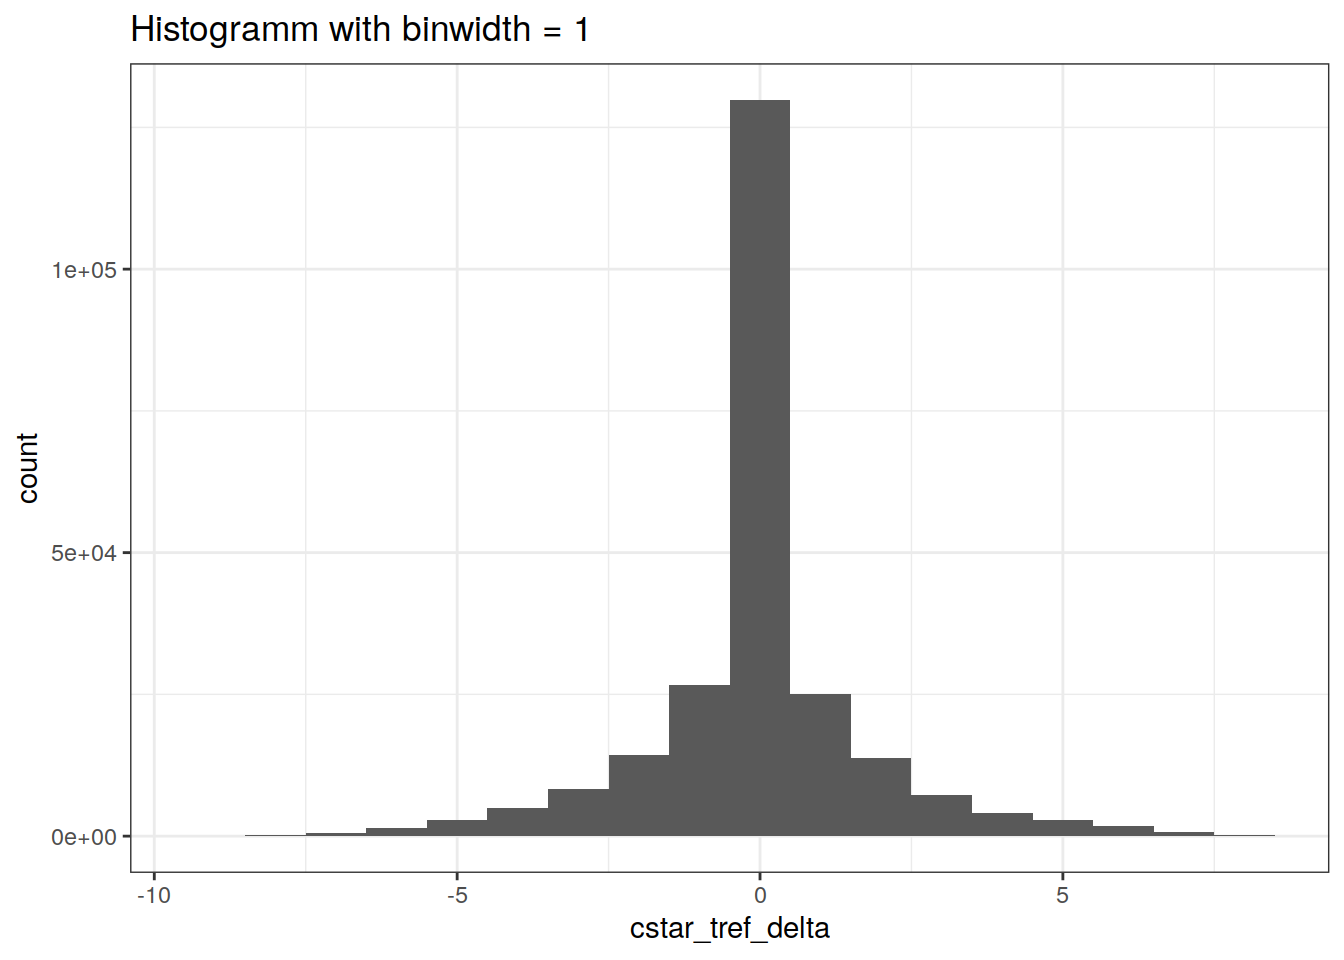 Histogramm with binwidth = 1
count
1e+05
5e+04
0e+00
-10
-5
0
5
cstar_tref_delta